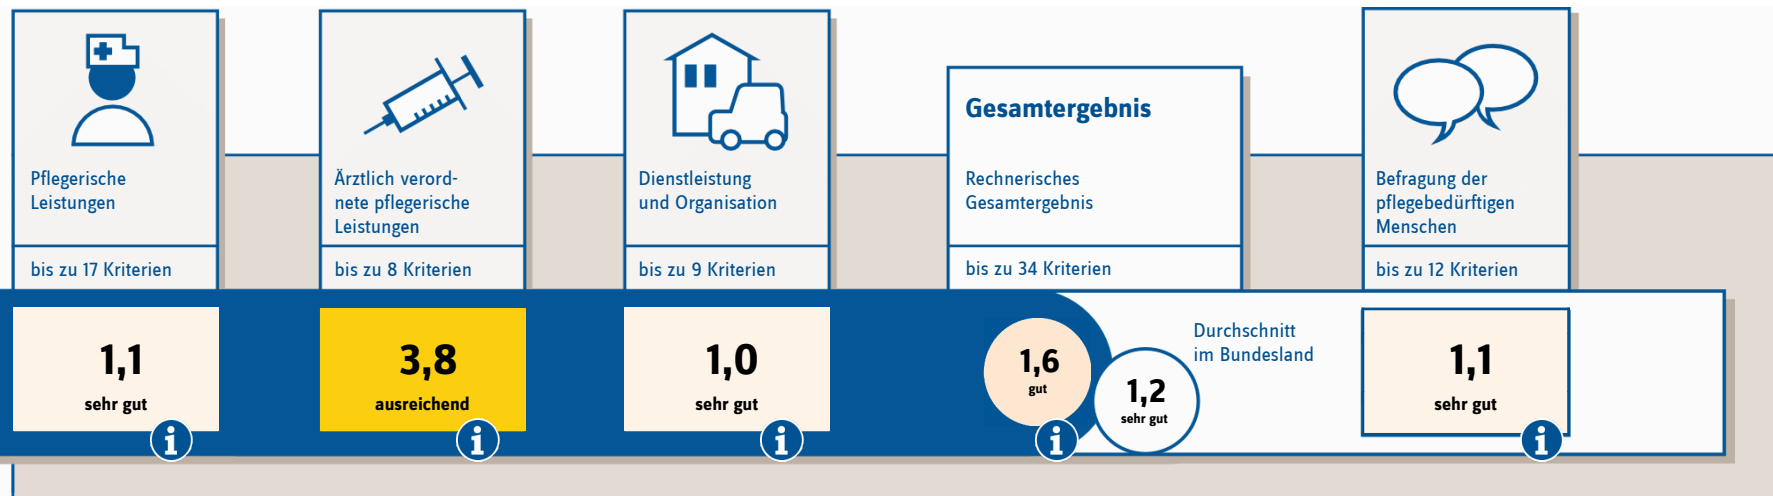 Pflegerische
Leistungen
bis zu 17 Kriterien
1,1
sehr gut
i
Ärztlich verord-
nete pflegerische
Leistungen
bis zu 8 Kriterien
3,8
ausreichend
i
Dienstleistung
und Organisation
bis zu 9 Kriterien
1,0
sehr gut
i
Gesamtergebnis
Rechnerisches
Gesamtergebnis
bis zu 34 Kriterien
1,6
gut
i
Durchschnitt
im Bundesland
1,2
sehr gut
Befragung der
pflegebedürftigen
Menschen
bis zu 12 Kriterien
1,1
sehr gut
i